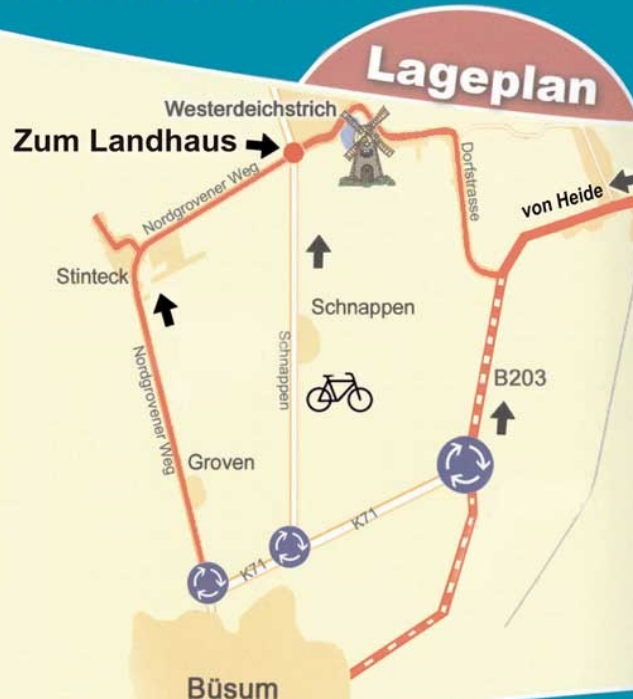 Lageplan
Westerdeichstrich
Zum Landhaus
Nordgrovener Weg
Dorfstrasse
von Heide
Stinteck
Schnappen
Schnappen
B203
Nordgrovener Weg
Groven
K71
K71
Büsum